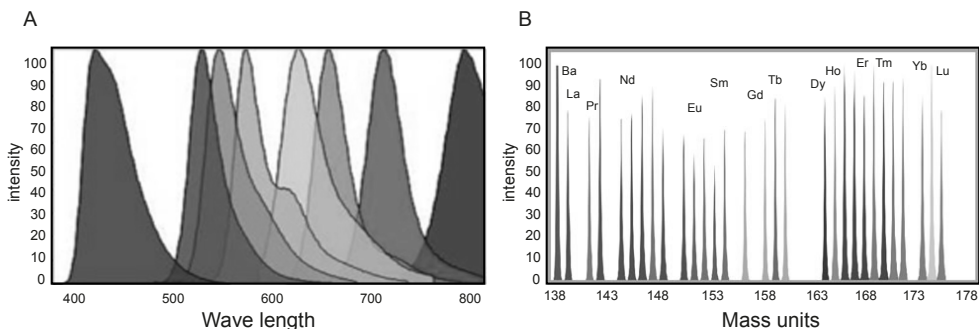 A
intensity
100
90
80
70
60
50
40
30
20
10
0
400 500 600 700 800
Wave length
B
intensity
100
90
80
70
60
50
40
30
20
10
0
Ba
La
Pr
Nd
Eu
Sm
Gd
Tb
Dy
Ho
Er
Tm
Yb
Lu
138 143 148 153 158 163 168 173 178
Mass units